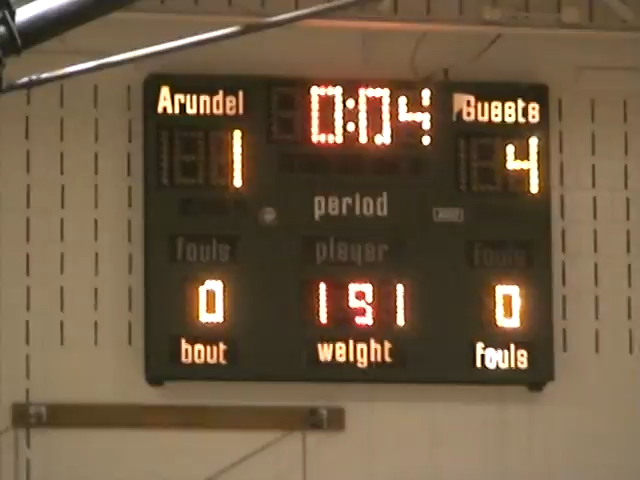 Arundel 0:04 Guests
1 4
period
fouls player fouls
0 191 0
bout weight fouls